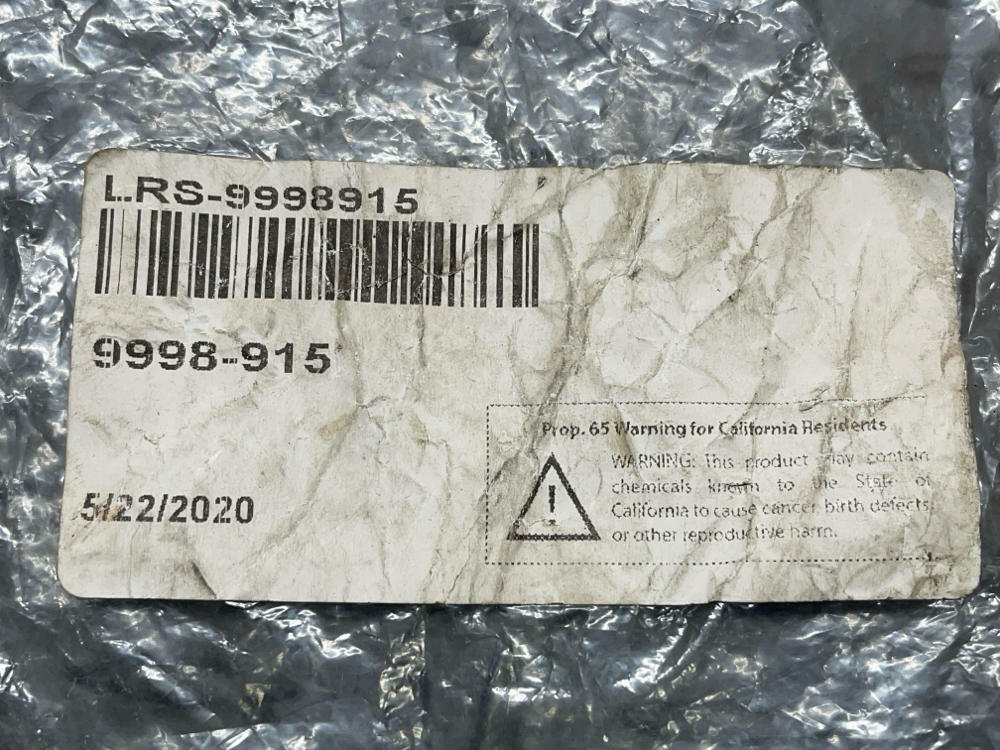 LRS-9998915
9998-915
5/22/2020
Prop. 65 Warning for California Residents
WARNING: This product may contain
chemicals known to the State of
California to cause cancer, birth defects,
or other reproductive harm.
!